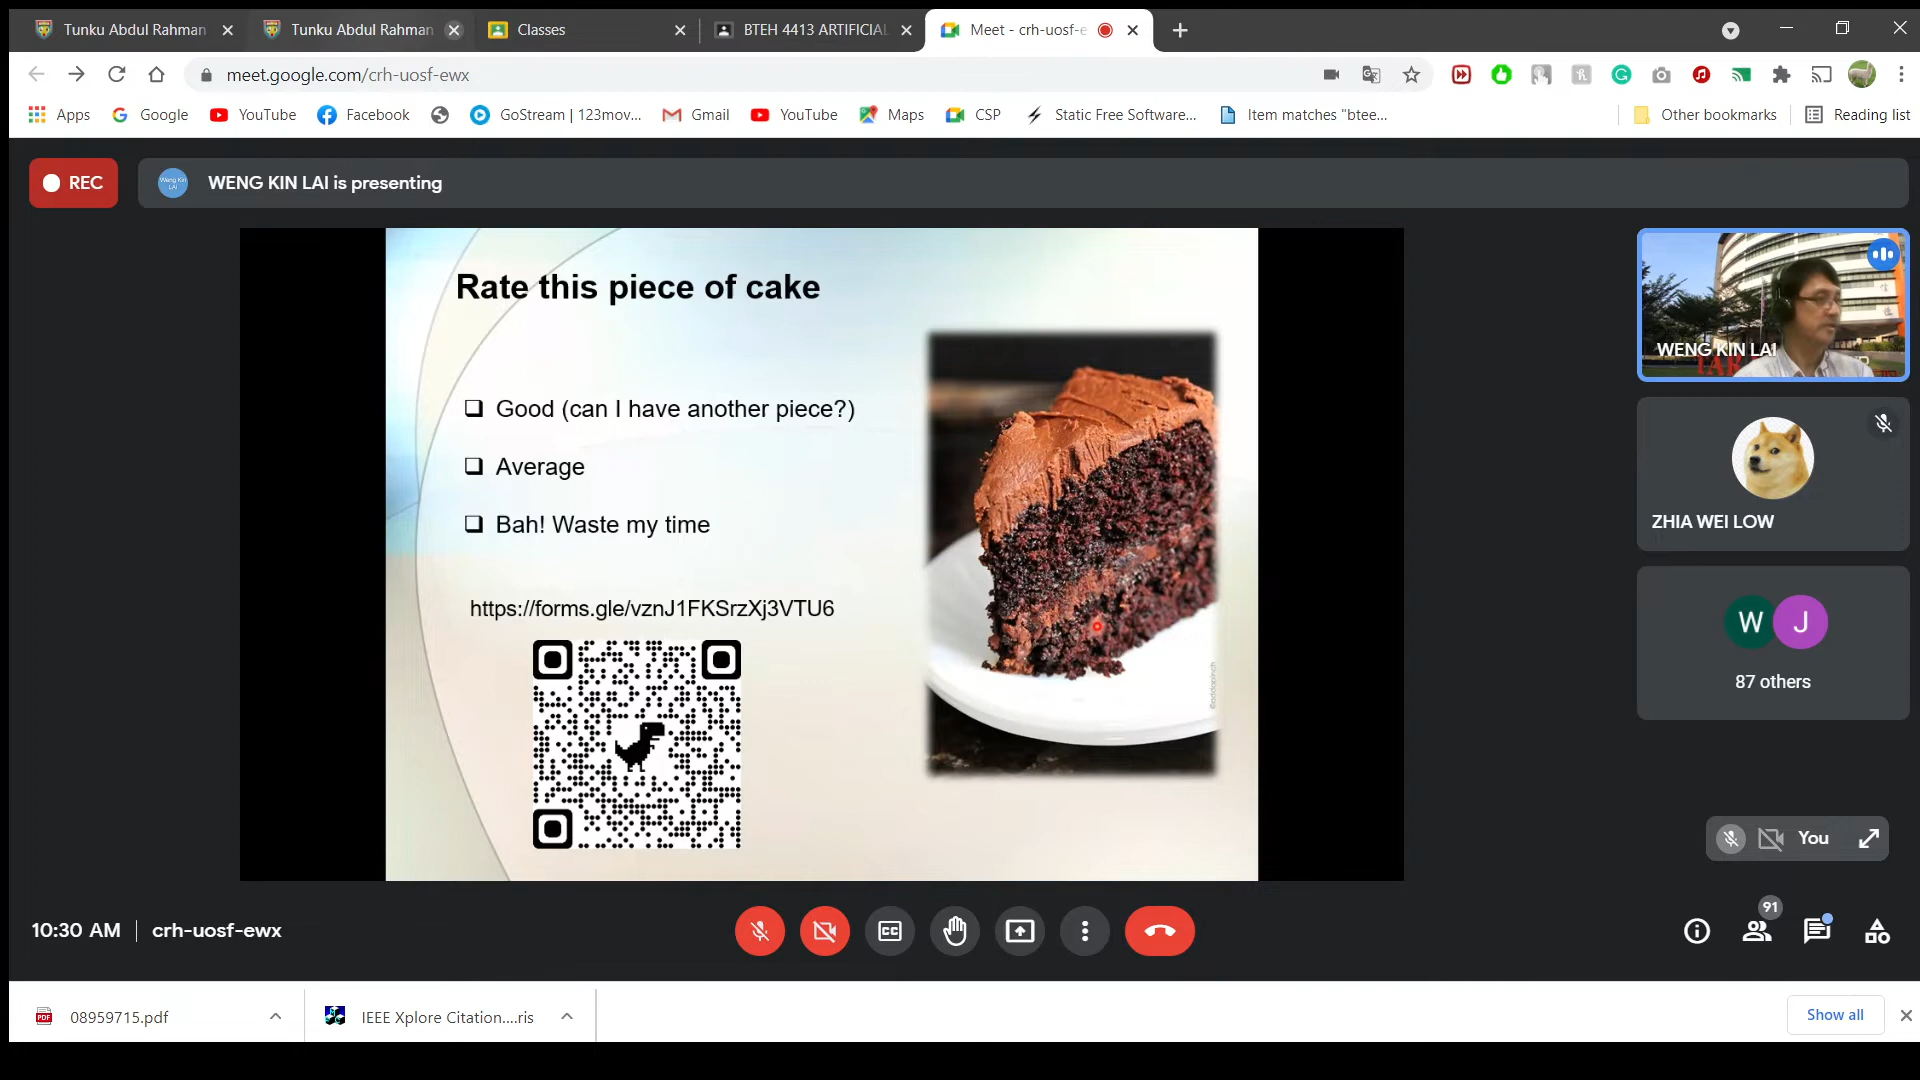 Tunku Abdul Rahman
Tunku Abdul Rahman
Classes
BTEH 4413 ARTIFICIAL
Meet - crh-uosf-e
meet.google.com/crh-uosf-ewx
Apps
Google
YouTube
Facebook
GoStream | 123mov...
Gmail
YouTube
Maps
CSP
Static Free Software...
Item matches "btee...
Other bookmarks
Reading list
REC
WENG KIN LAI is presenting
Rate this piece of cake
Good (can I have another piece?)
Average
Bah! Waste my time
https://forms.gle/vznJ1FKSrzXj3VTU6
©addapinch
WENG KIN LAI
TAR
ZHIA WEI LOW
W
J
87 others
You
10:30 AM
crh-uosf-ewx
CC
91
PDF
08959715.pdf
IEEE Xplore Citation....ris
Show all